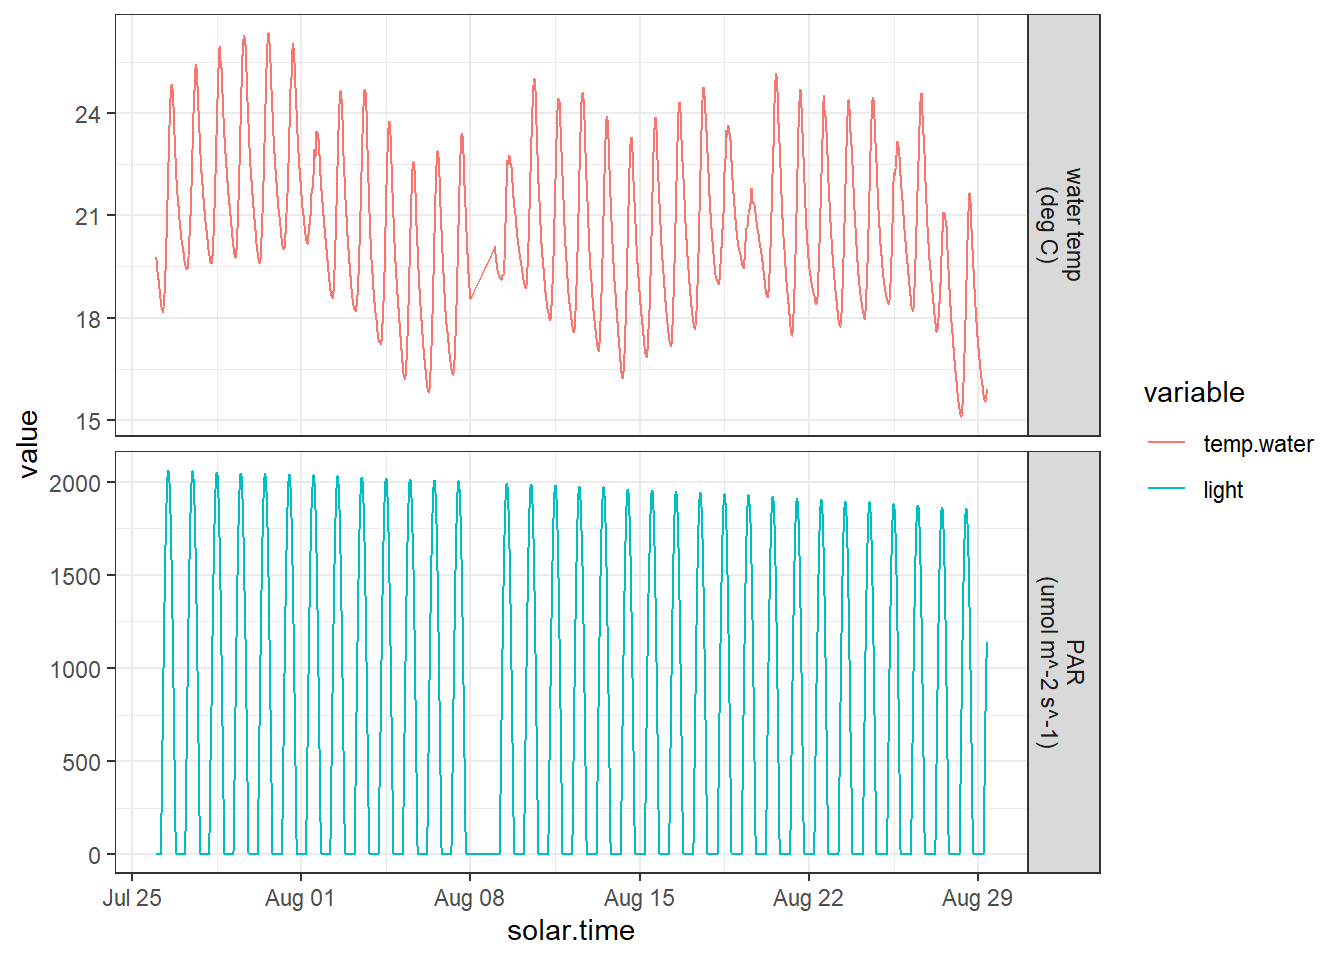 value
24
21
18
15
water temp
(deg C)
2000
1500
1000
500
0
PAR
(umol m^-2 s^-1)
Jul 25
Aug 01
Aug 08
Aug 15
Aug 22
Aug 29
solar.time
variable
temp.water
light